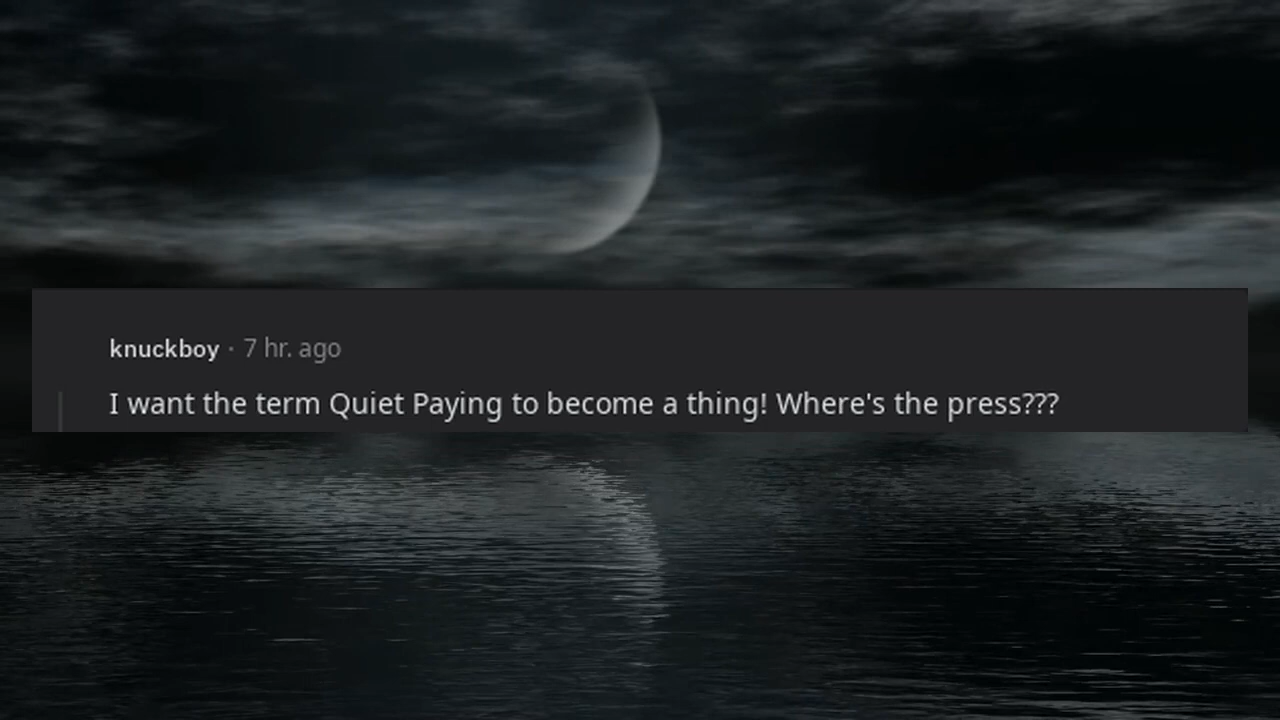 knuckboy · 7 hr. ago
I want the term Quiet Paying to become a thing! Where's the press???